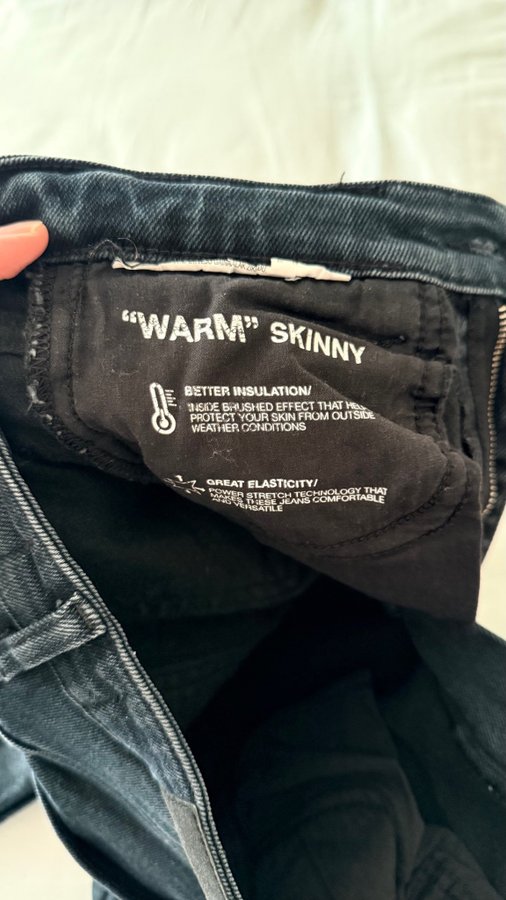 “WARM” SKINNY
BETTER INSULATION/
INSIDE BRUSHED EFFECT THAT
PROTECT YOUR SKIN FROM OUTSIDE
WEATHER CONDITIONS
GREAT ELASTICITY/
POWER STRETCH TECHNOLOGY THAT
MAKES THESE JEANS COMFORTABLE
AND VERSATILE